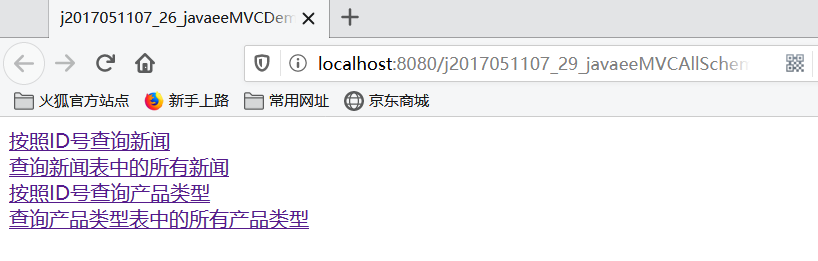 j2017051107_26_javaeeMVCDem
localhost:8080/j2017051107_29_javaeeMVCAllSchem
火狐官方站点 新手上路 常用网址 京东商城
按照ID号查询新闻
查询新闻表中的所有新闻
按照ID号查询产品类型
查询产品类型表中的所有产品类型